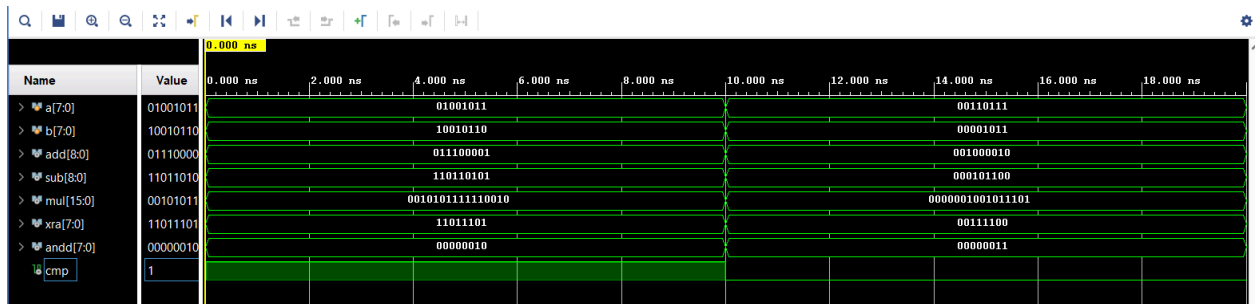 0.000 ns
Name Value 0.000 ns 2.000 ns 4.000 ns 6.000 ns 8.000 ns 10.000 ns 12.000 ns 14.000 ns 16.000 ns 18.000 ns
a[7:0] 01001011 01001011 00110111
b[7:0] 10010110 10010110 00001011
add[8:0] 01110000 011100001 001000010
sub[8:0] 11011010 110110101 000101100
mul[15:0] 00101011 0010101111110010 0000001001011101
xra[7:0] 11011101 11011101 00111100
andd[7:0] 00000010 00000010 00000011
cmp 1